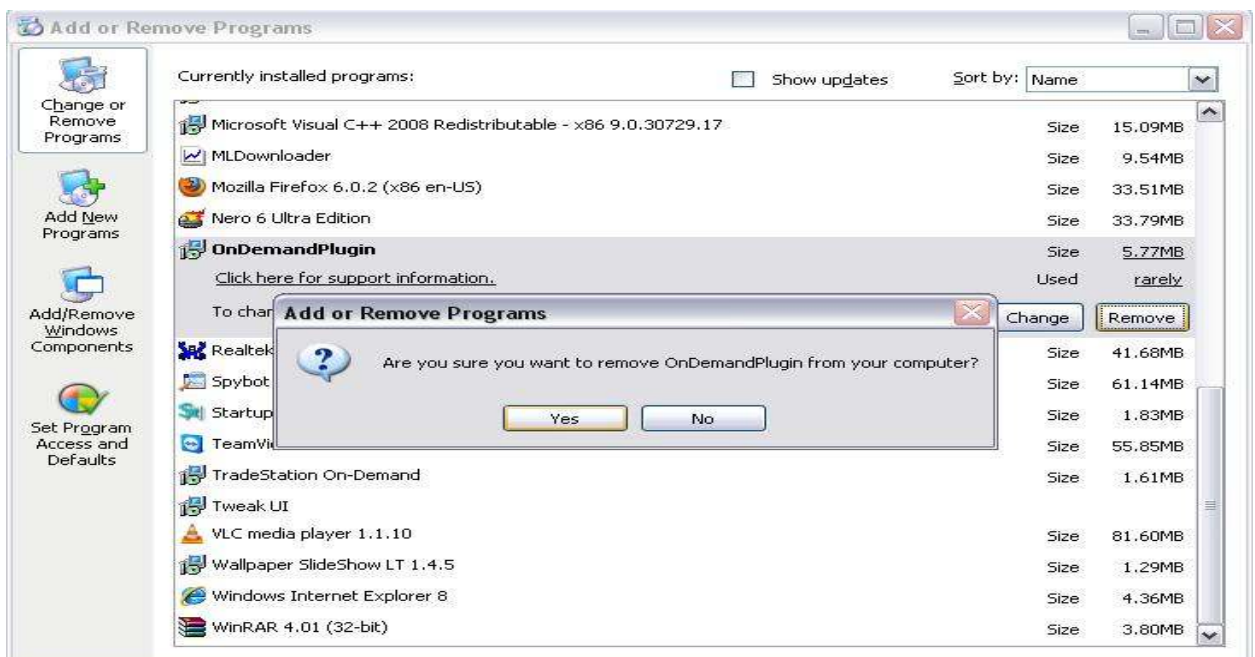 Add or Remove Programs
Change or
Remove
Programs
Add New
Programs
Add/Remove
Windows
Components
Set Program
Access and
Defaults
Currently installed programs:
Show updates
Sort by: Name
Microsoft Visual C++ 2008 Redistributable - x86 9.0.30729.17 Size 15.09MB
MLDownloader Size 9.54MB
Mozilla Firefox 6.0.2 (x86 en-US) Size 33.51MB
Nero 6 Ultra Edition Size 33.79MB
OnDemandPlugin Size 5.77MB
Click here for support information. Used rarely
To char Change Remove
Add or Remove Programs
Are you sure you want to remove OnDemandPlugin from your computer?
Yes No
Realtek Size 41.68MB
Spybot Size 61.14MB
Startup Size 1.83MB
TeamVi Size 55.85MB
TradeStation On-Demand Size 1.61MB
Tweak UI
VLC media player 1.1.10 Size 81.60MB
Wallpaper SlideShow LT 1.4.5 Size 1.29MB
Windows Internet Explorer 8 Size 4.36MB
WinRAR 4.01 (32-bit) Size 3.80MB